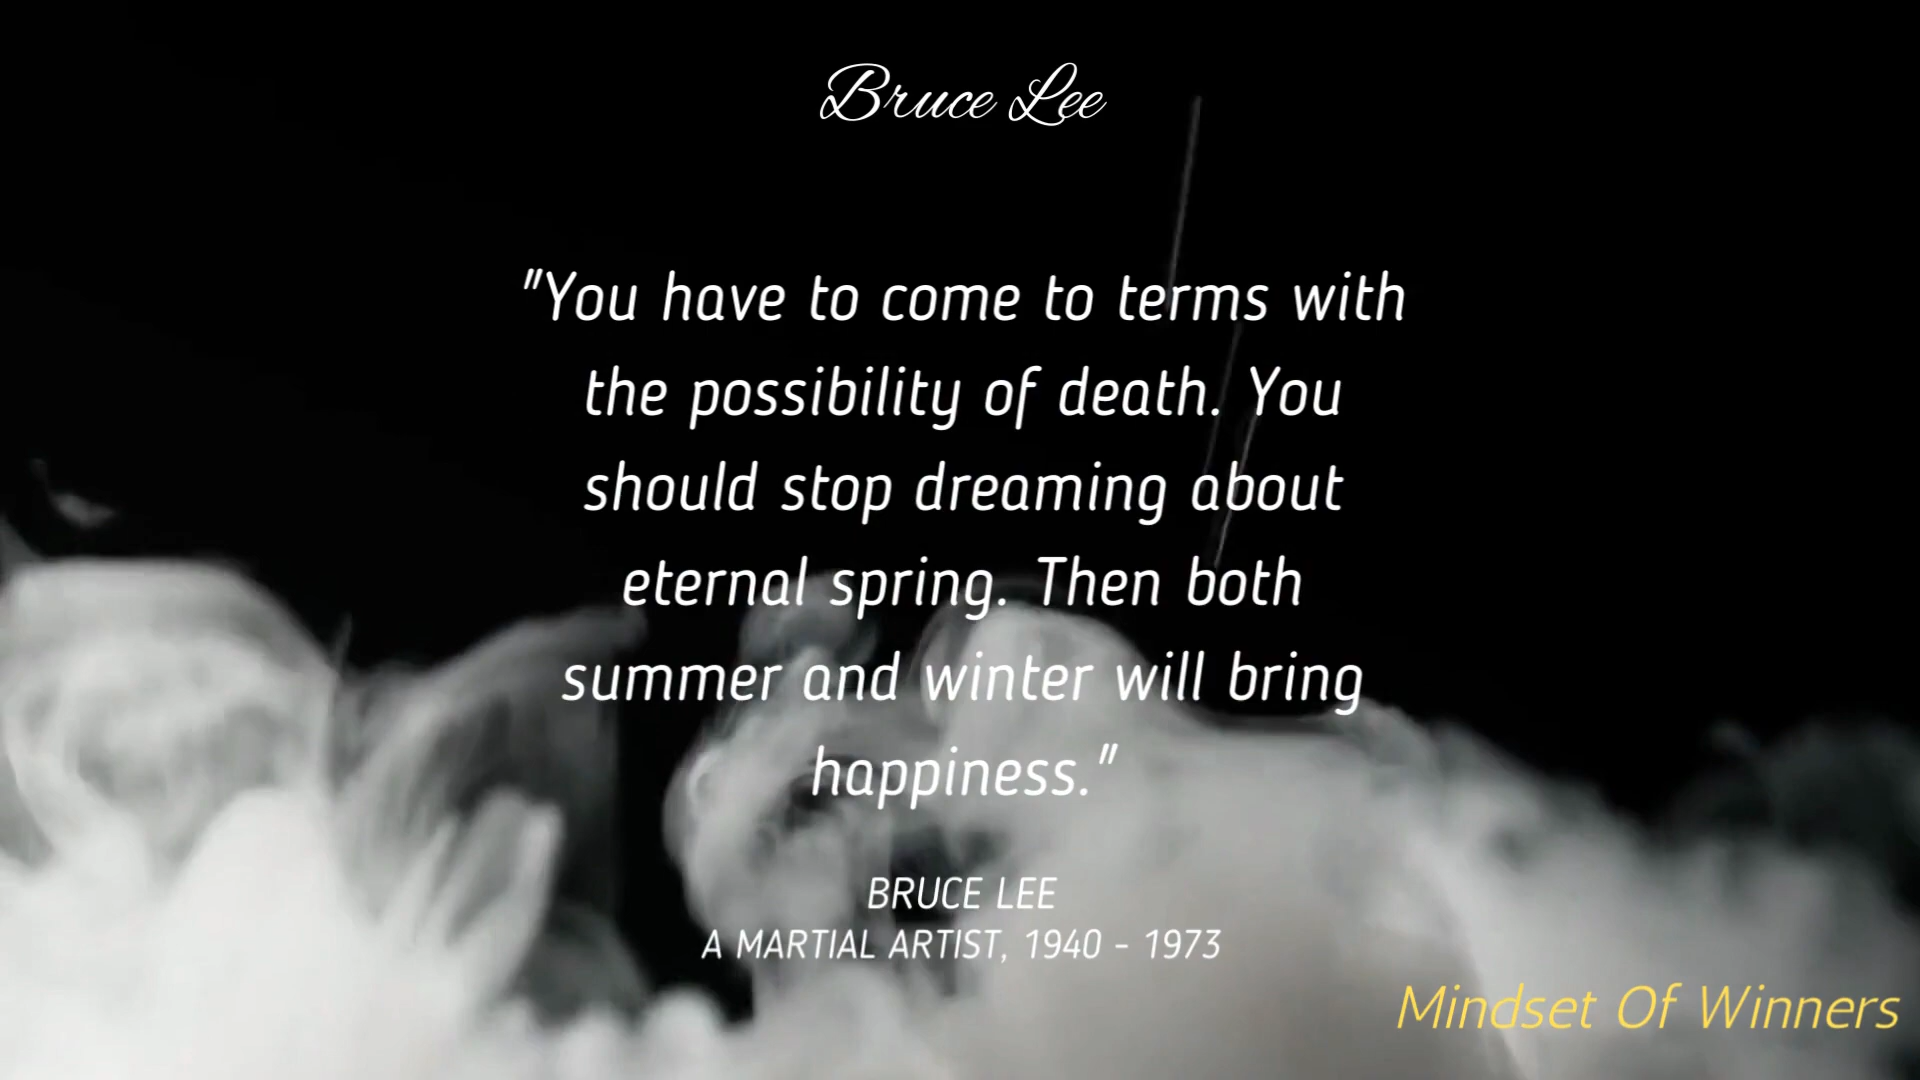 Bruce Lee
"You have to come to terms with
the possibility of death. You
should stop dreaming about
eternal spring. Then both
summer and winter will bring
happiness."
BRUCE LEE
A MARTIAL ARTIST, 1940 - 1973
Mindset Of Winners